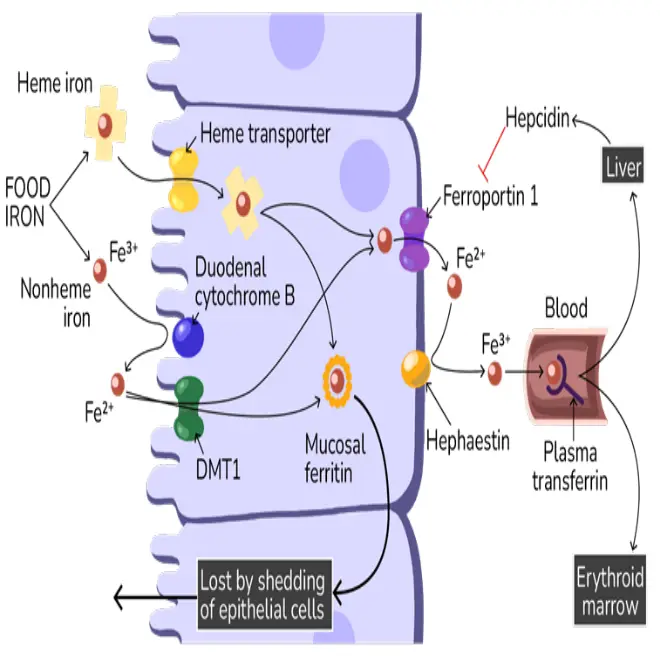 Heme iron
Heme transporter
Hepcidin
Liver
FOOD
IRON
Ferroportin 1
Fe³⁺
Nonheme
iron
Duodenal
cytochrome B
Fe²⁺
Blood
Fe³⁺
Fe²⁺
DMT1
Mucosal
ferritin
Hephaestin
Plasma
transferrin
Lost by shedding
of epithelial cells
Erythroid
marrow